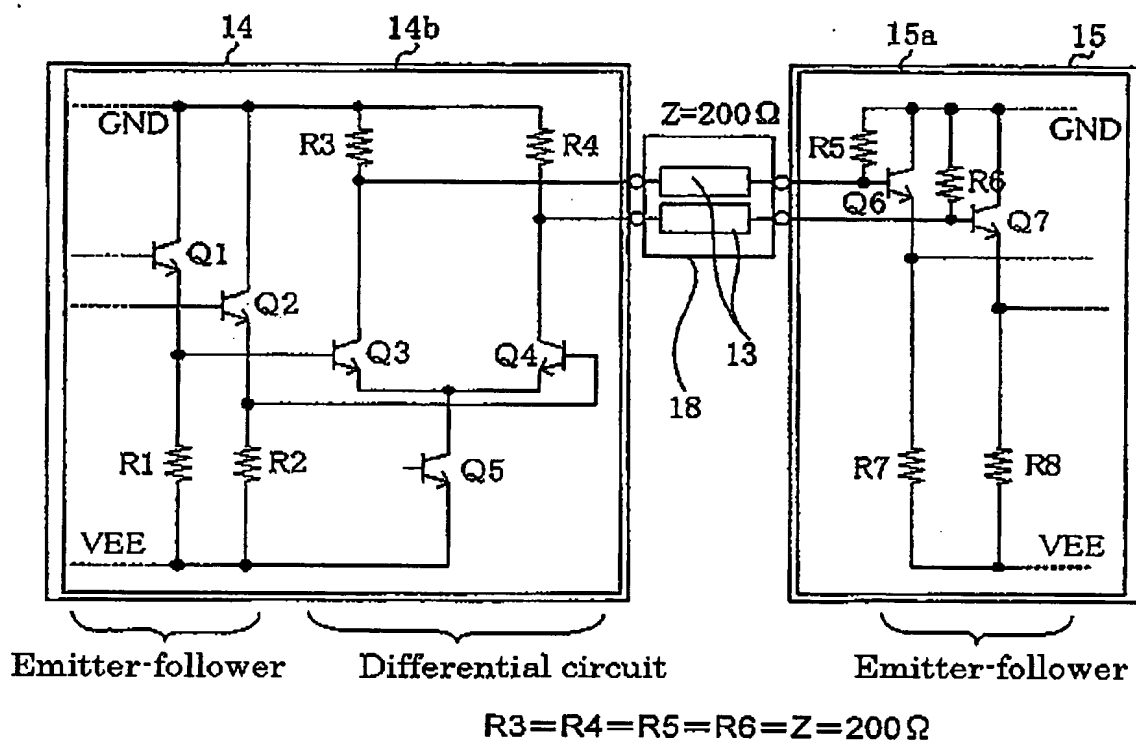 14
14b
15a
15
GND
R3
R4
Z=200Ω
R5
Q6
R6
GND
Q7
Q1
Q2
Q3
Q4
13
18
R1
R2
Q5
R7
R8
VEE
VEE
Emitter-follower
Differential circuit
Emitter-follower
R3=R4=R5=R6=Z=200Ω